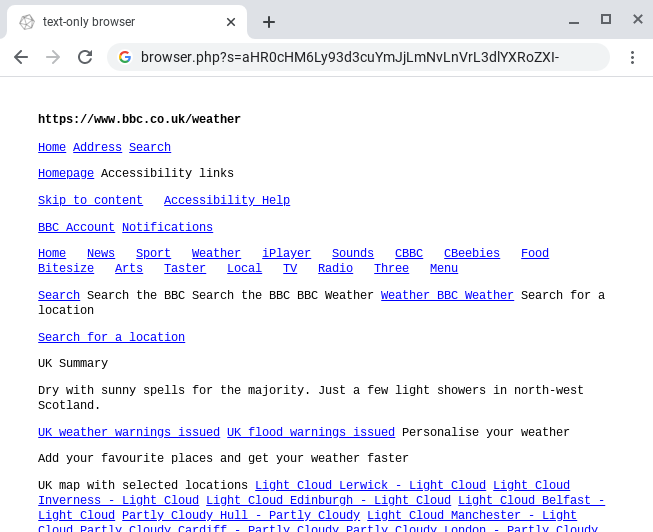 text-only browser
browser.php?s=aHR0cHM6Ly93d3cuYmJjLmNvLnVrL3dlYXRoZXI-
https://www.bbc.co.uk/weather
Home Address Search
Homepage Accessibility links
Skip to content Accessibility Help
BBC Account Notifications
Home News Sport Weather iPlayer Sounds CBBC CBeebies Food
Bitesize Arts Taster Local TV Radio Three Menu
Search Search the BBC Search the BBC BBC Weather Weather BBC Weather Search for a
location
Search for a location
UK Summary
Dry with sunny spells for the majority. Just a few light showers in north-west
Scotland.
UK weather warnings issued UK flood warnings issued Personalise your weather
Add your favourite places and get your weather faster
UK map with selected locations Light Cloud Lerwick - Light Cloud Light Cloud
Inverness - Light Cloud Light Cloud Edinburgh - Light Cloud Light Cloud Belfast -
Light Cloud Partly Cloudy Hull - Partly Cloudy Light Cloud Manchester - Light
Cloud Partly Cloudy Cardiff - Partly Cloudy Partly Cloudy London - Partly Cloudy